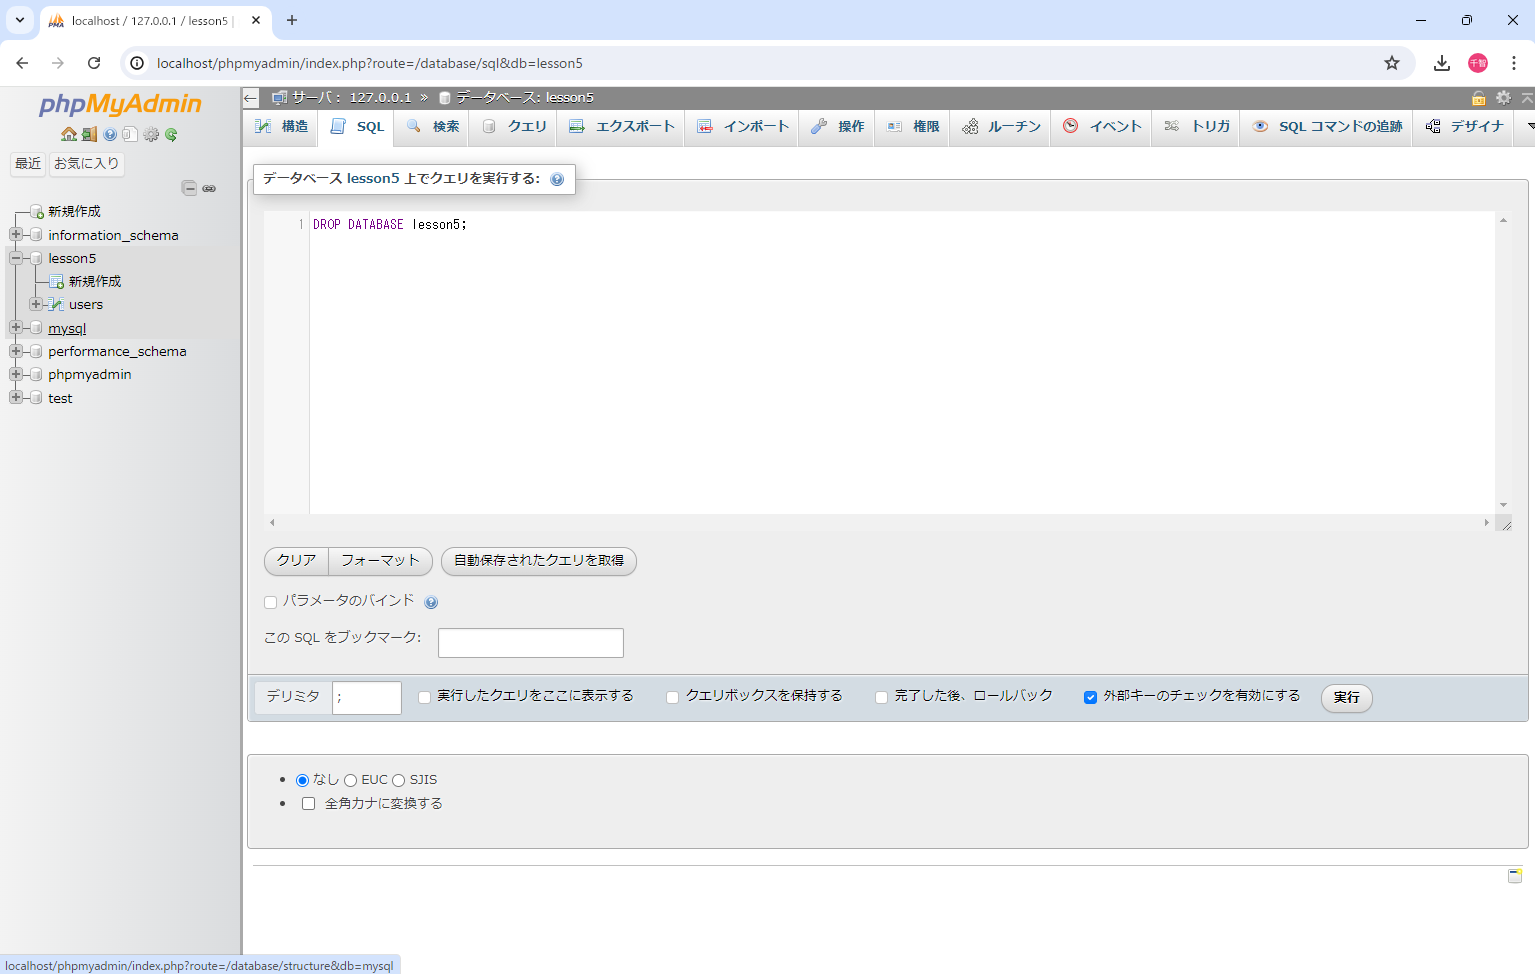 localhost / 127.0.0.1 / lesson5 |
localhost/phpmyadmin/index.php?route=/database/sql&db=lesson5
千智
phpMyAdmin
最近 お気に入り
新規作成
information_schema
lesson5
新規作成
users
mysql
performance_schema
phpmyadmin
test
サーバ： 127.0.0.1 » データベース: lesson5
構造 SQL 検索 クエリ エクスポート インポート 操作 権限 ルーチン イベント トリガ SQL コマンドの追跡 デザイナ
データベース lesson5 上でクエリを実行する:
1 DROP DATABASE lesson5;
クリア フォーマット 自動保存されたクエリを取得
パラメータのバインド
この SQL をブックマーク:
デリミタ ; 実行したクエリをここに表示する クエリボックスを保持する 完了した後、ロールバック 外部キーのチェックを有効にする 実行
なし EUC SJIS
全角カナに変換する
localhost/phpmyadmin/index.php?route=/database/structure&db=mysql